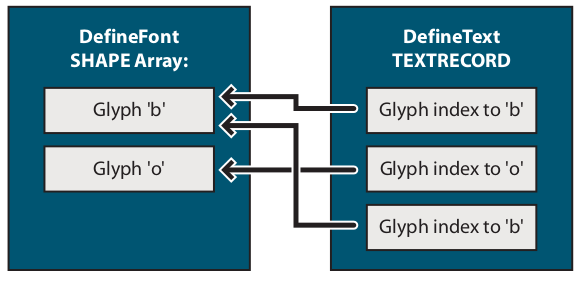 DefineFont
SHAPE Array:
Glyph 'b'
Glyph 'o'
DefineText
TEXTRECORD
Glyph index to 'b'
Glyph index to 'o'
Glyph index to 'b'